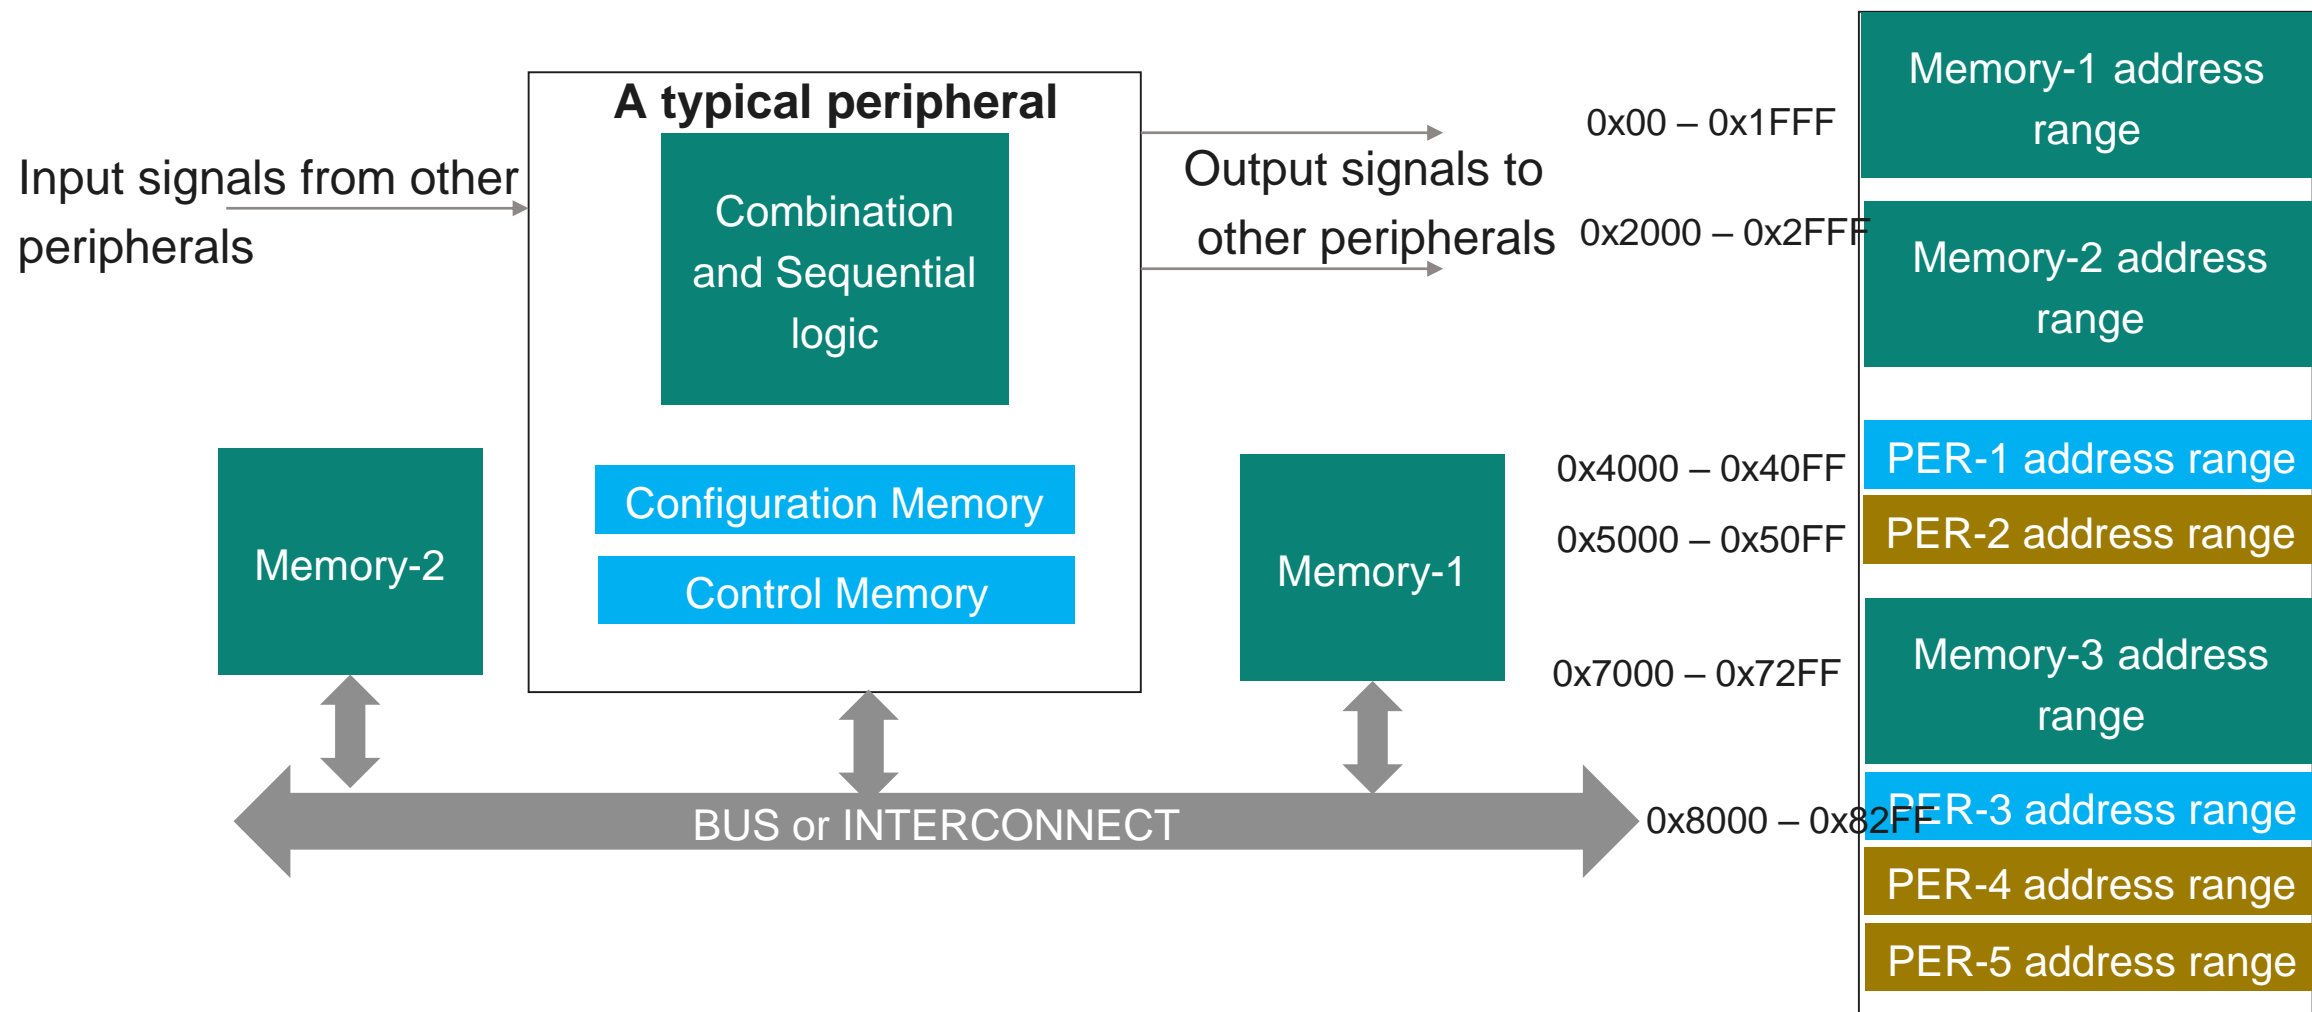 A typical peripheral
Input signals from other
peripherals
Combination
and Sequential
logic
Output signals to
other peripherals
Configuration Memory
Control Memory
Memory-2
Memory-1
BUS or INTERCONNECT
0x00 – 0x1FFF
Memory-1 address
range
0x2000 – 0x2FFF
Memory-2 address
range
0x4000 – 0x40FF
PER-1 address range
0x5000 – 0x50FF
PER-2 address range
0x7000 – 0x72FF
Memory-3 address
range
0x8000 – 0x82FF
PER-3 address range
PER-4 address range
PER-5 address range